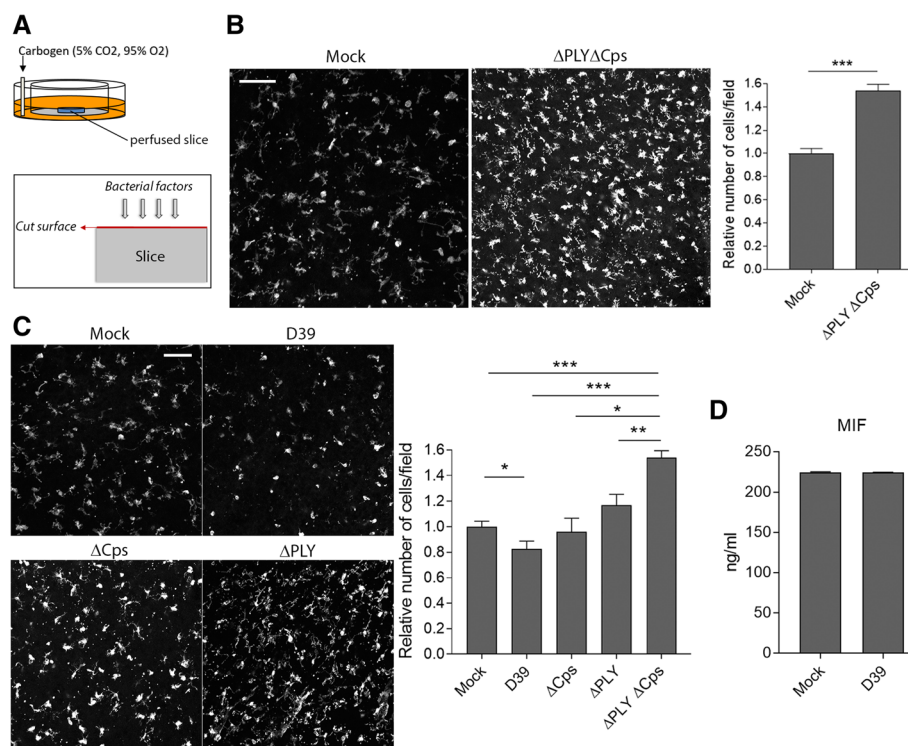 A
Carbogen (5% CO2, 95% O2)
perfused slice
Bacterial factors
Cut surface
Slice
B
Mock
ΔPLYΔCps
***
Relative number of cells/field
1.6
1.4
1.2
1.0
0.8
0.6
0.4
0.2
0.0
Mock
ΔPLY ΔCps
C
Mock
D39
ΔCps
ΔPLY
***
***
*
**
*
Relative number of cells/field
1.6
1.4
1.2
1.0
0.8
0.6
0.4
0.2
0.0
Mock
D39
ΔCps
ΔPLY
ΔPLY ΔCps
D
MIF
ng/ml
250
200
150
100
50
0
Mock
D39